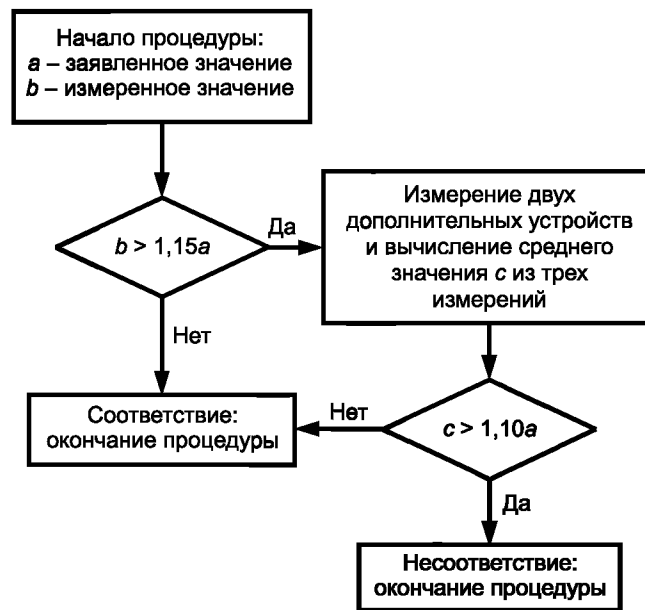 Начало процедуры:
a – заявленное значение
b – измеренное значение
b > 1,15a
Да
Измерение двух
дополнительных устройств
и вычисление среднего
значения c из трех
измерений
Нет
Соответствие:
окончание процедуры
Нет
c > 1,10a
Да
Несоответствие:
окончание процедуры